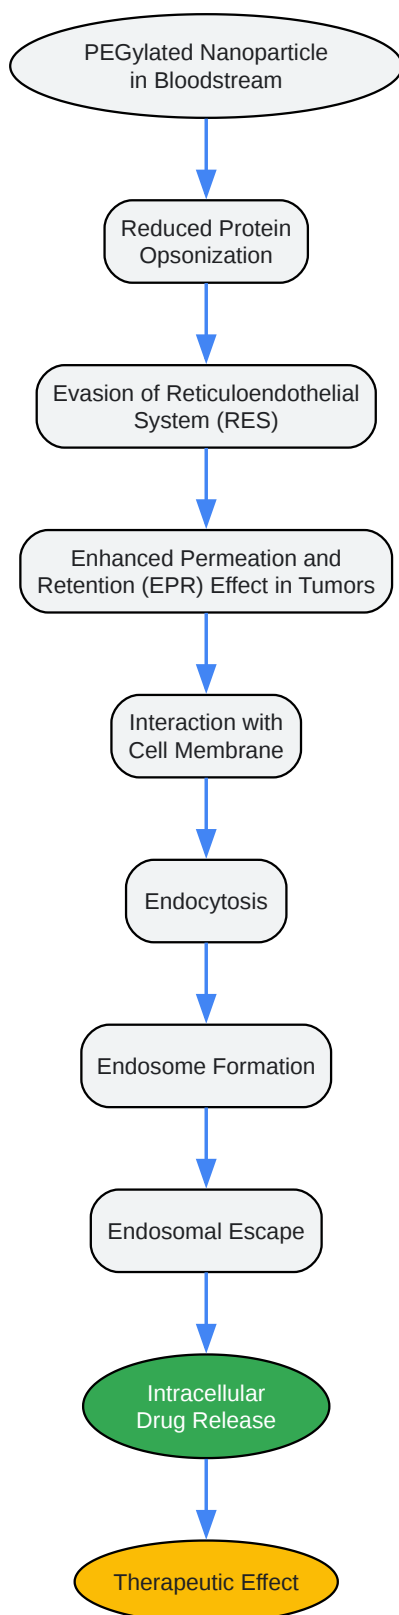 PEGylated Nanoparticle
in Bloodstream
Reduced Protein
Opsonization
Evasion of Reticuloendothelial
System (RES)
Enhanced Permeation and
Retention (EPR) Effect in Tumors
Interaction with
Cell Membrane
Endocytosis
Endosome Formation
Endosomal Escape
Intracellular
Drug Release
Therapeutic Effect